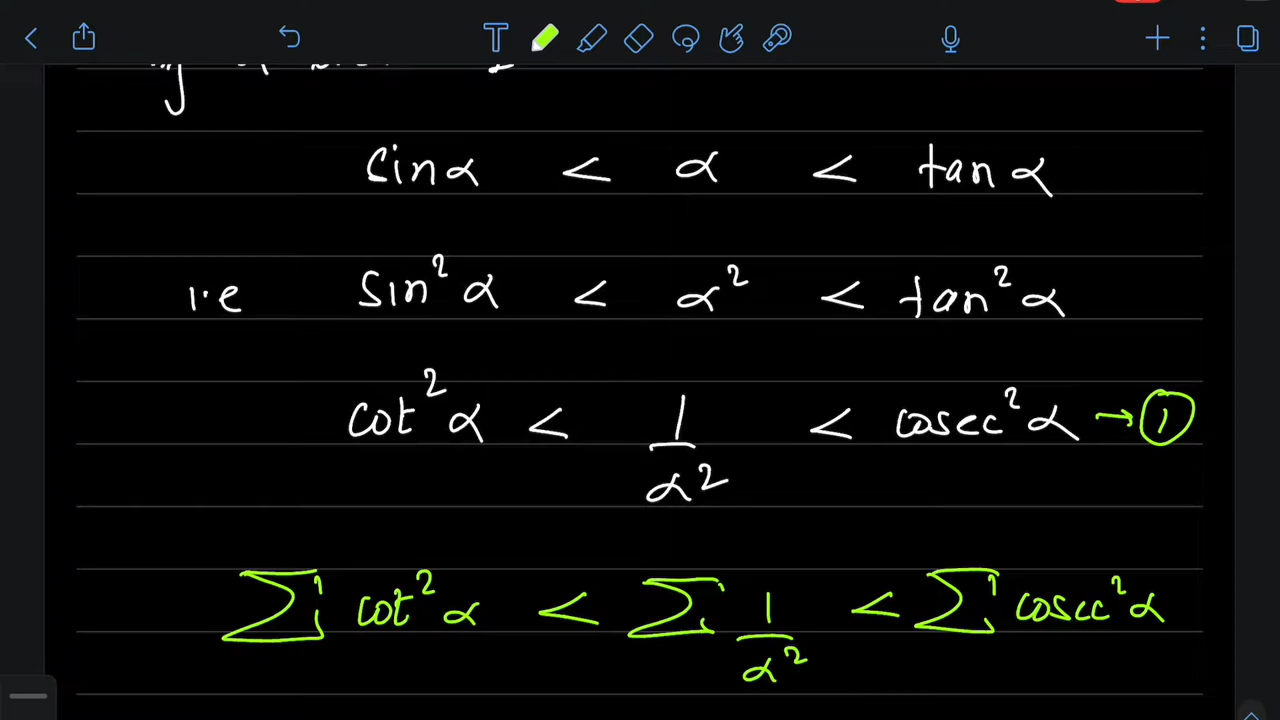 sinα < α < tanα
i.e sin²α < α² < tan²α
cot²α < 1/α² < cosec²α → ①
∑ cot²α < ∑ 1/α² < ∑ cosec²α